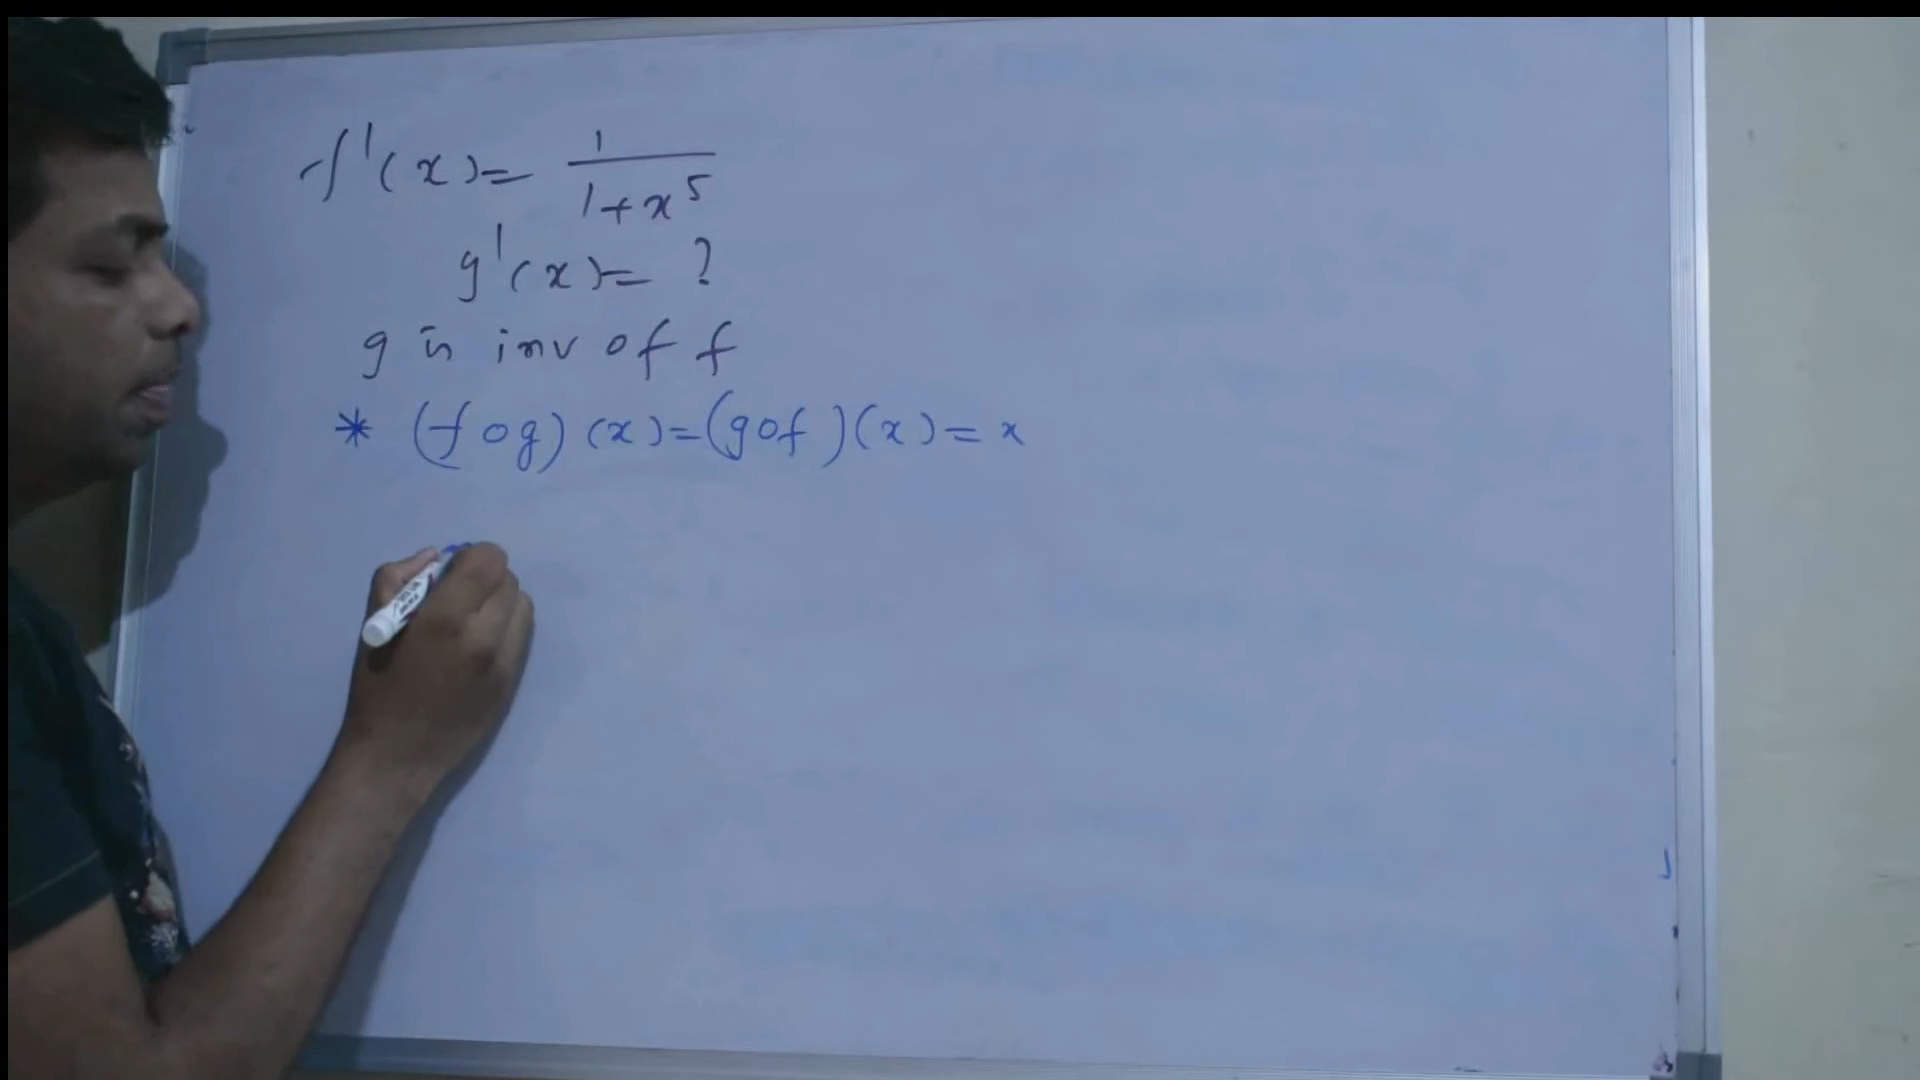 f'(x) = 1/(1+x^5)
g'(x) = ?
g is inv of f
* (fog)(x) = (gof)(x) = x